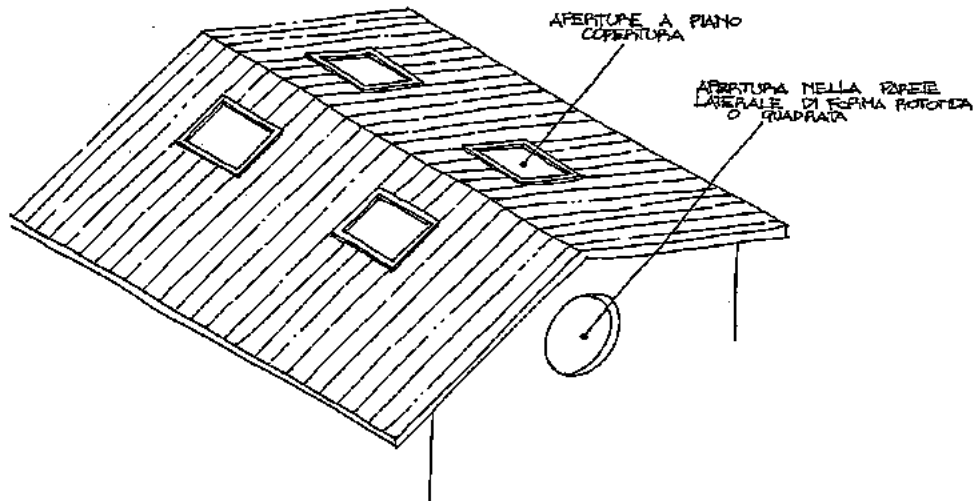 APERTURE A PIANO
COPERTURA
APERTURA NELLA PARETE
LATERALE DI FORMA ROTONDA
O QUADRATA